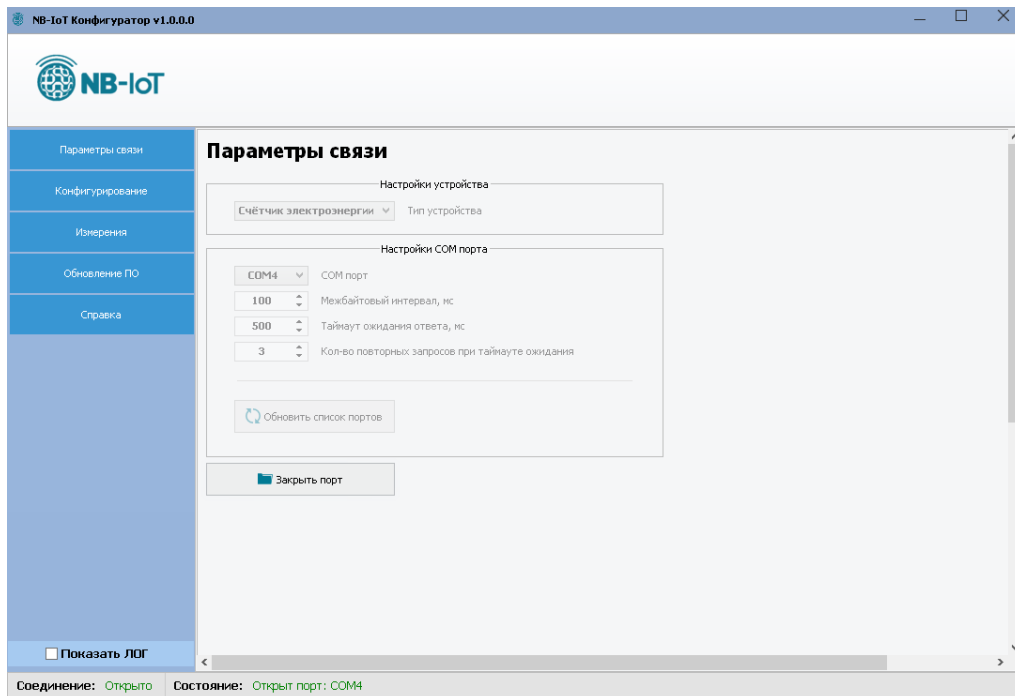 NB-IoT Конфигуратор v1.0.0.0
NB-IoT
Параметры связи
Конфигурирование
Измерения
Обновление ПО
Справка
Показать ЛОГ
Параметры связи
Настройки устройства
Счётчик электроэнергии Тип устройства
Настройки COM порта
COM4 COM порт
100 Межбайтовый интервал, мс
500 Таймаут ожидания ответа, мс
3 Кол-во повторных запросов при таймауте ожидания
Обновить список портов
Закрыть порт
Соединение: Открыто Состояние: Открыт порт: COM4